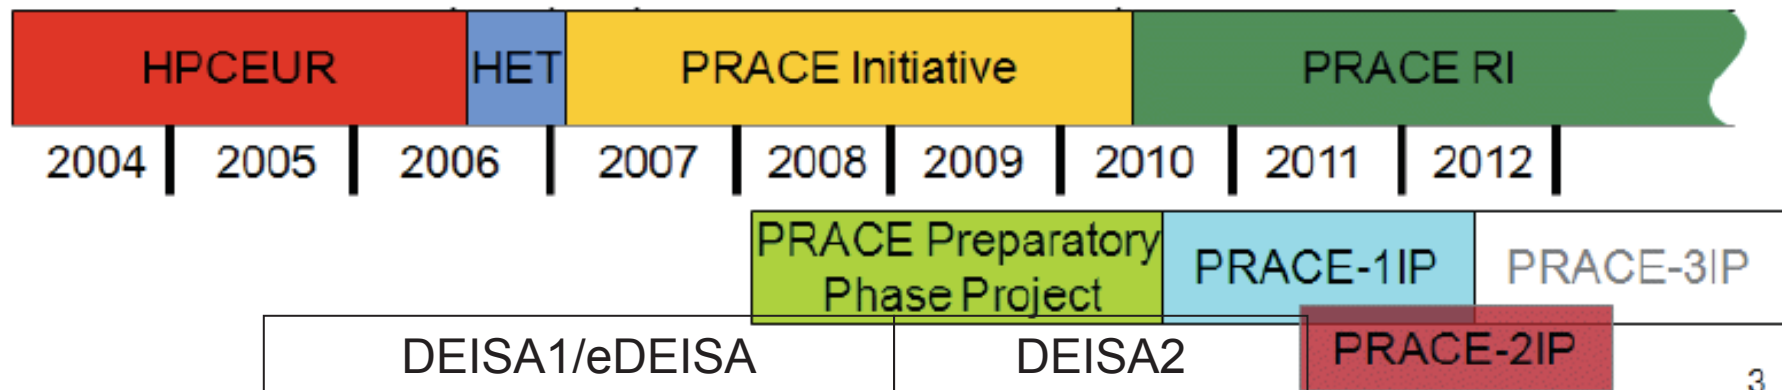 HPCEUR HET PRACE Initiative PRACE RI
2004 2005 2006 2007 2008 2009 2010 2011 2012
PRACE Preparatory
Phase Project
PRACE-1IP PRACE-3IP
DEISA1/eDEISA DEISA2 PRACE-2IP
3